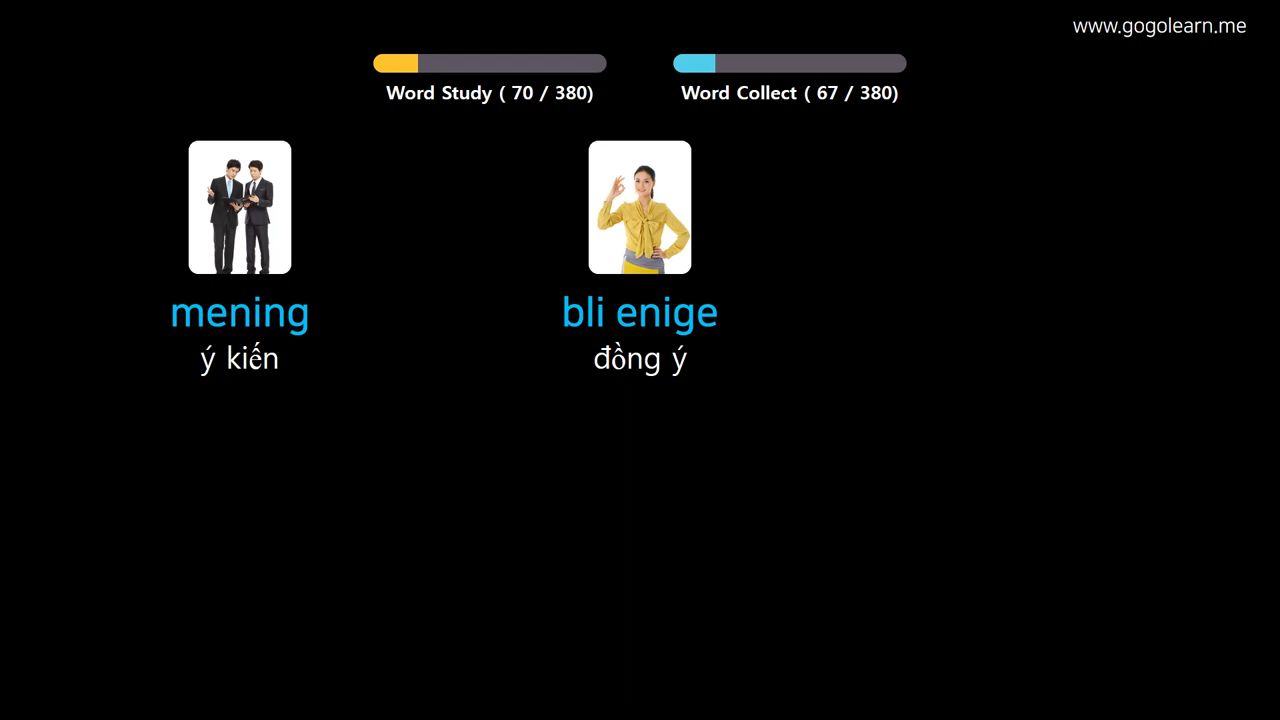 www.gogolearn.me
Word Study ( 70 / 380)
Word Collect ( 67 / 380)
mening
ý kiến
bli enige
đồng ý